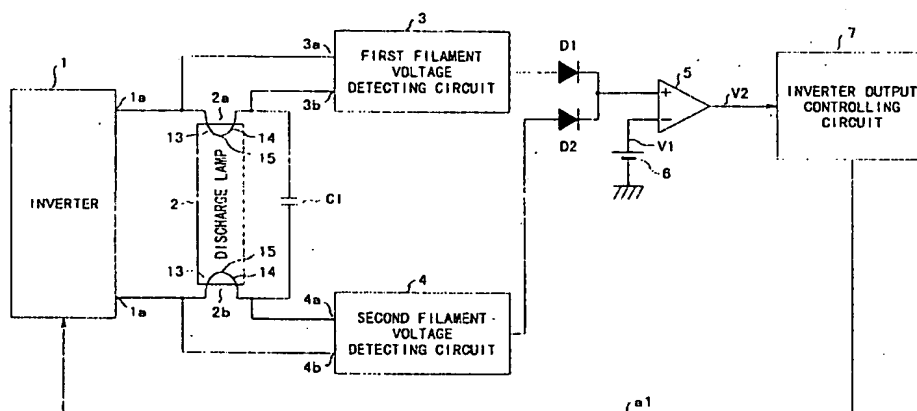 1
1a
INVERTER
1a
2a
13
14
15
2
DISCHARGE LAMP
15
13
14
2b
C1
3
3a
3b
FIRST FILAMENT
VOLTAGE
DETECTING CIRCUIT
4
4a
4b
SECOND FILAMENT
VOLTAGE
DETECTING CIRCUIT
D1
D2
5
+
−
V1
6
V2
7
INVERTER OUTPUT
CONTROLLING
CIRCUIT
a1